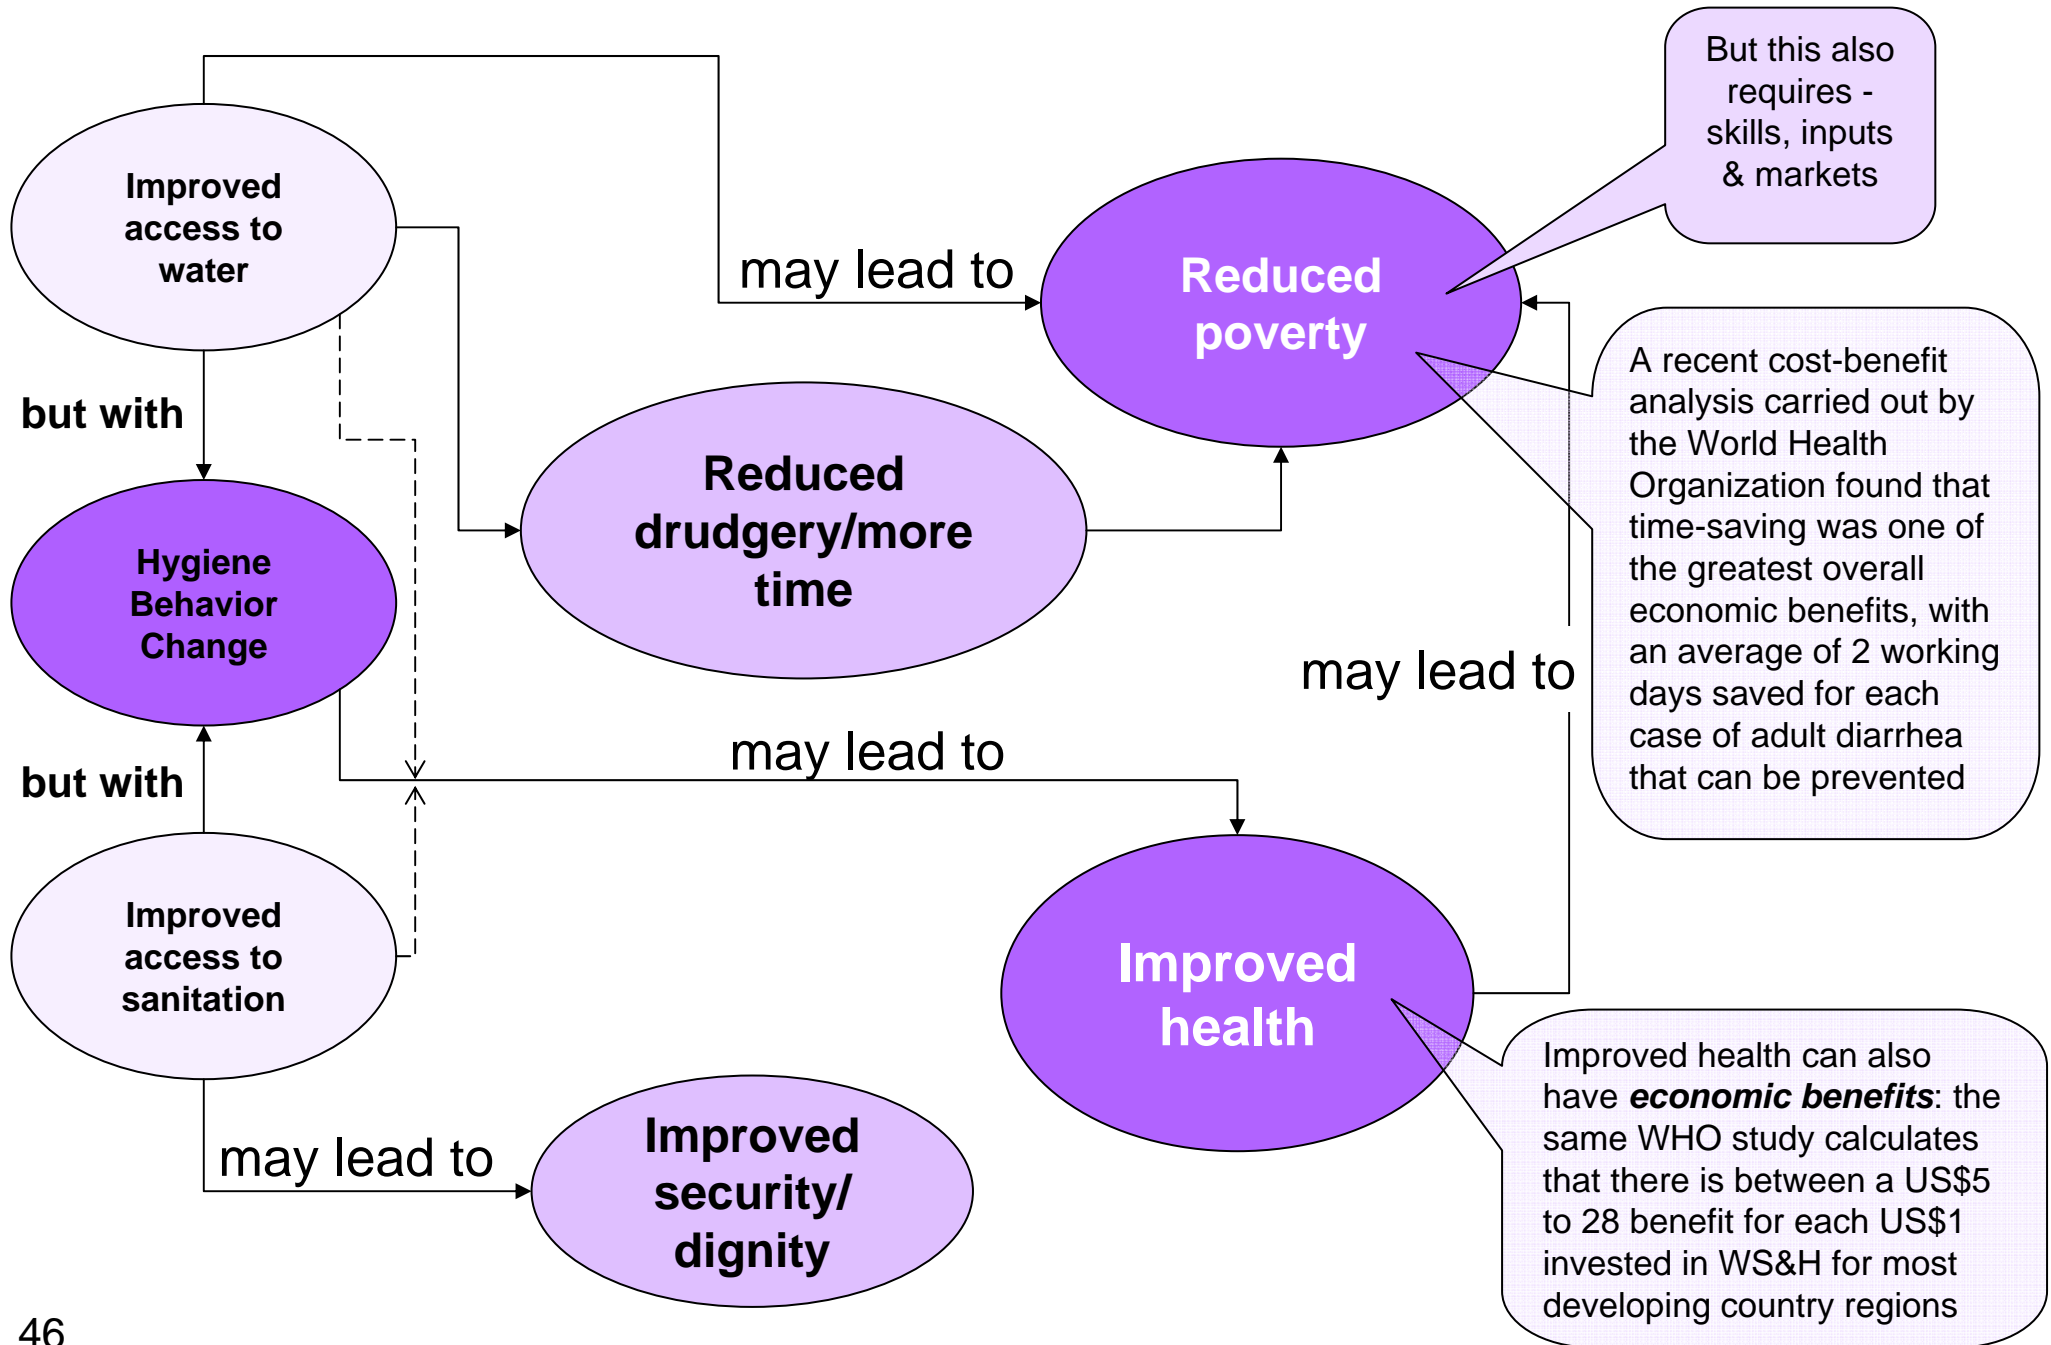 But this also
requires -
skills, inputs
& markets
Improved
access to
water
may lead to
Reduced
poverty
but with
A recent cost-benefit
analysis carried out by
the World Health
Organization found that
time-saving was one of
the greatest overall
economic benefits, with
an average of 2 working
days saved for each
case of adult diarrhea
that can be prevented
Reduced
drudgery/more
time
Hygiene
Behavior
Change
may lead to
may lead to
but with
Improved
access to
sanitation
Improved
health
Improved health can also
have economic benefits: the
same WHO study calculates
that there is between a US$5
to 28 benefit for each US$1
invested in WS&H for most
developing country regions
may lead to
Improved
security/
dignity
46